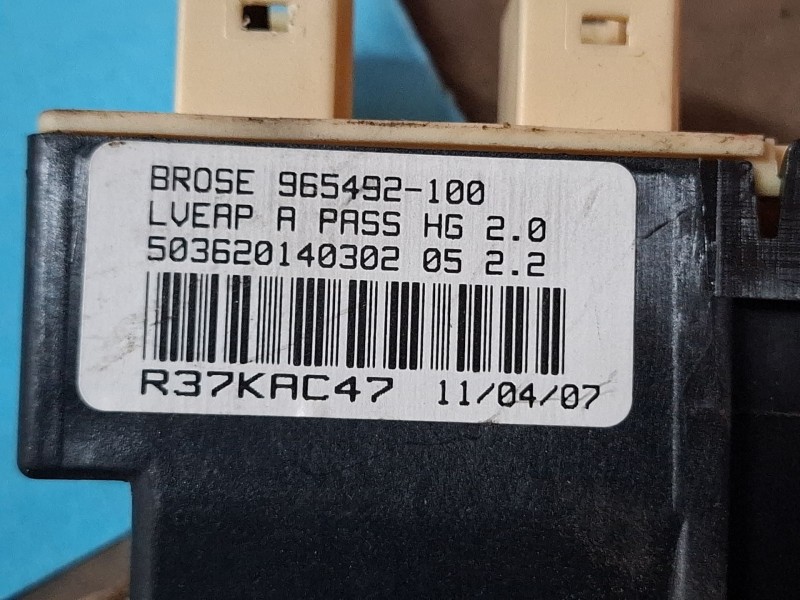 BROSE 965492-100
LVEAP A PASS HG 2.0
503620140302 05 2.2
R37KAC47 11/04/07